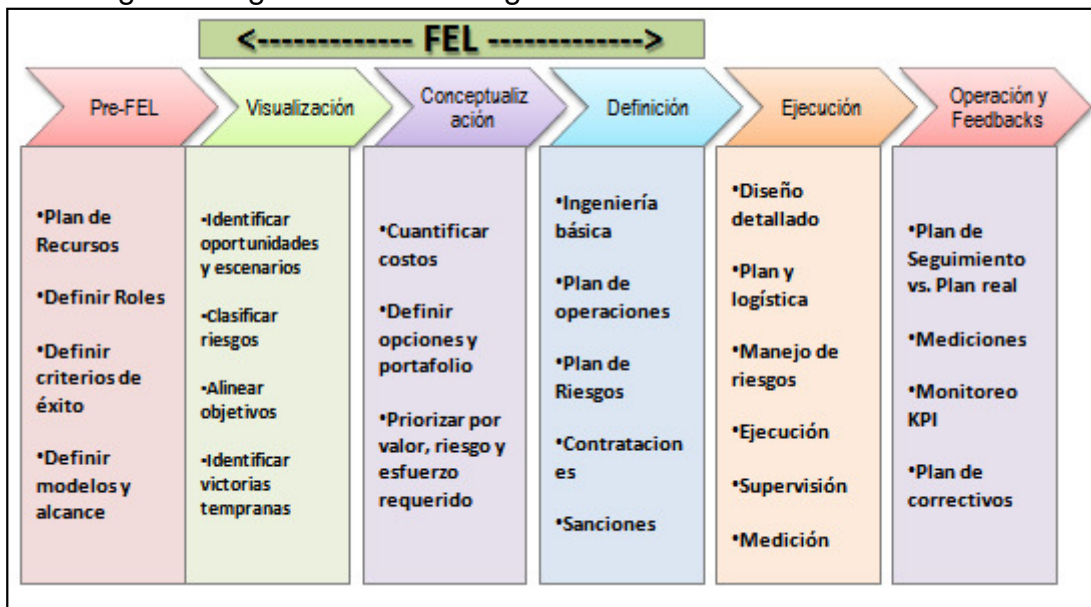 <------------- FEL ------------->
Pre-FEL
Visualización
Conceptualiz
ación
Definición
Ejecución
Operación y
Feedbacks
•Plan de
Recursos
•Definir Roles
•Definir
criterios de
éxito
•Definir
modelos y
alcance
•Identificar
oportunidades
y escenarios
•Clasificar
riesgos
•Alinear
objetivos
•Identificar
victorias
tempranas
•Cuantificar
costos
•Definir
opciones y
portafolio
•Priorizar por
valor, riesgo y
esfuerzo
requerido
•Ingeniería
básica
•Plan de
operaciones
•Plan de
Riesgos
•Contratacion
es
•Sanciones
•Diseño
detallado
•Plan y
logística
•Manejo de
riesgos
•Ejecución
•Supervisión
•Medición
•Plan de
Seguimiento
vs. Plan real
•Mediciones
•Monitoreo
KPI
•Plan de
correctivos